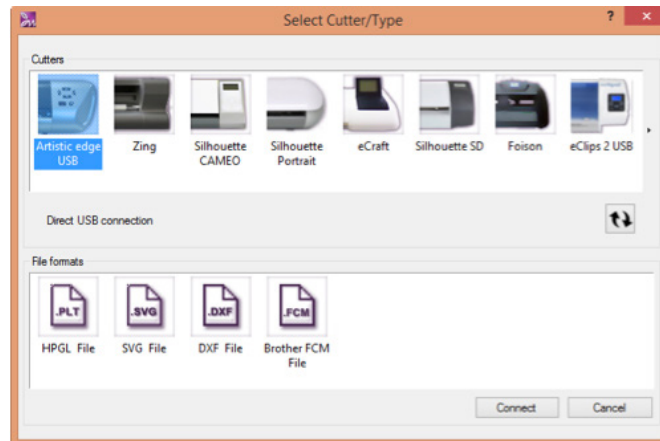 Select Cutter/Type
?
x
Cutters
Artistic edge USB
Zing
Silhouette CAMEO
Silhouette Portrait
eCraft
Silhouette SD
Foison
eClips 2 USB
Direct USB connection
File formats
.PLT
.SVG
.DXF
.FCM
HPGL File
SVG File
DXF File
Brother FCM File
Connect
Cancel